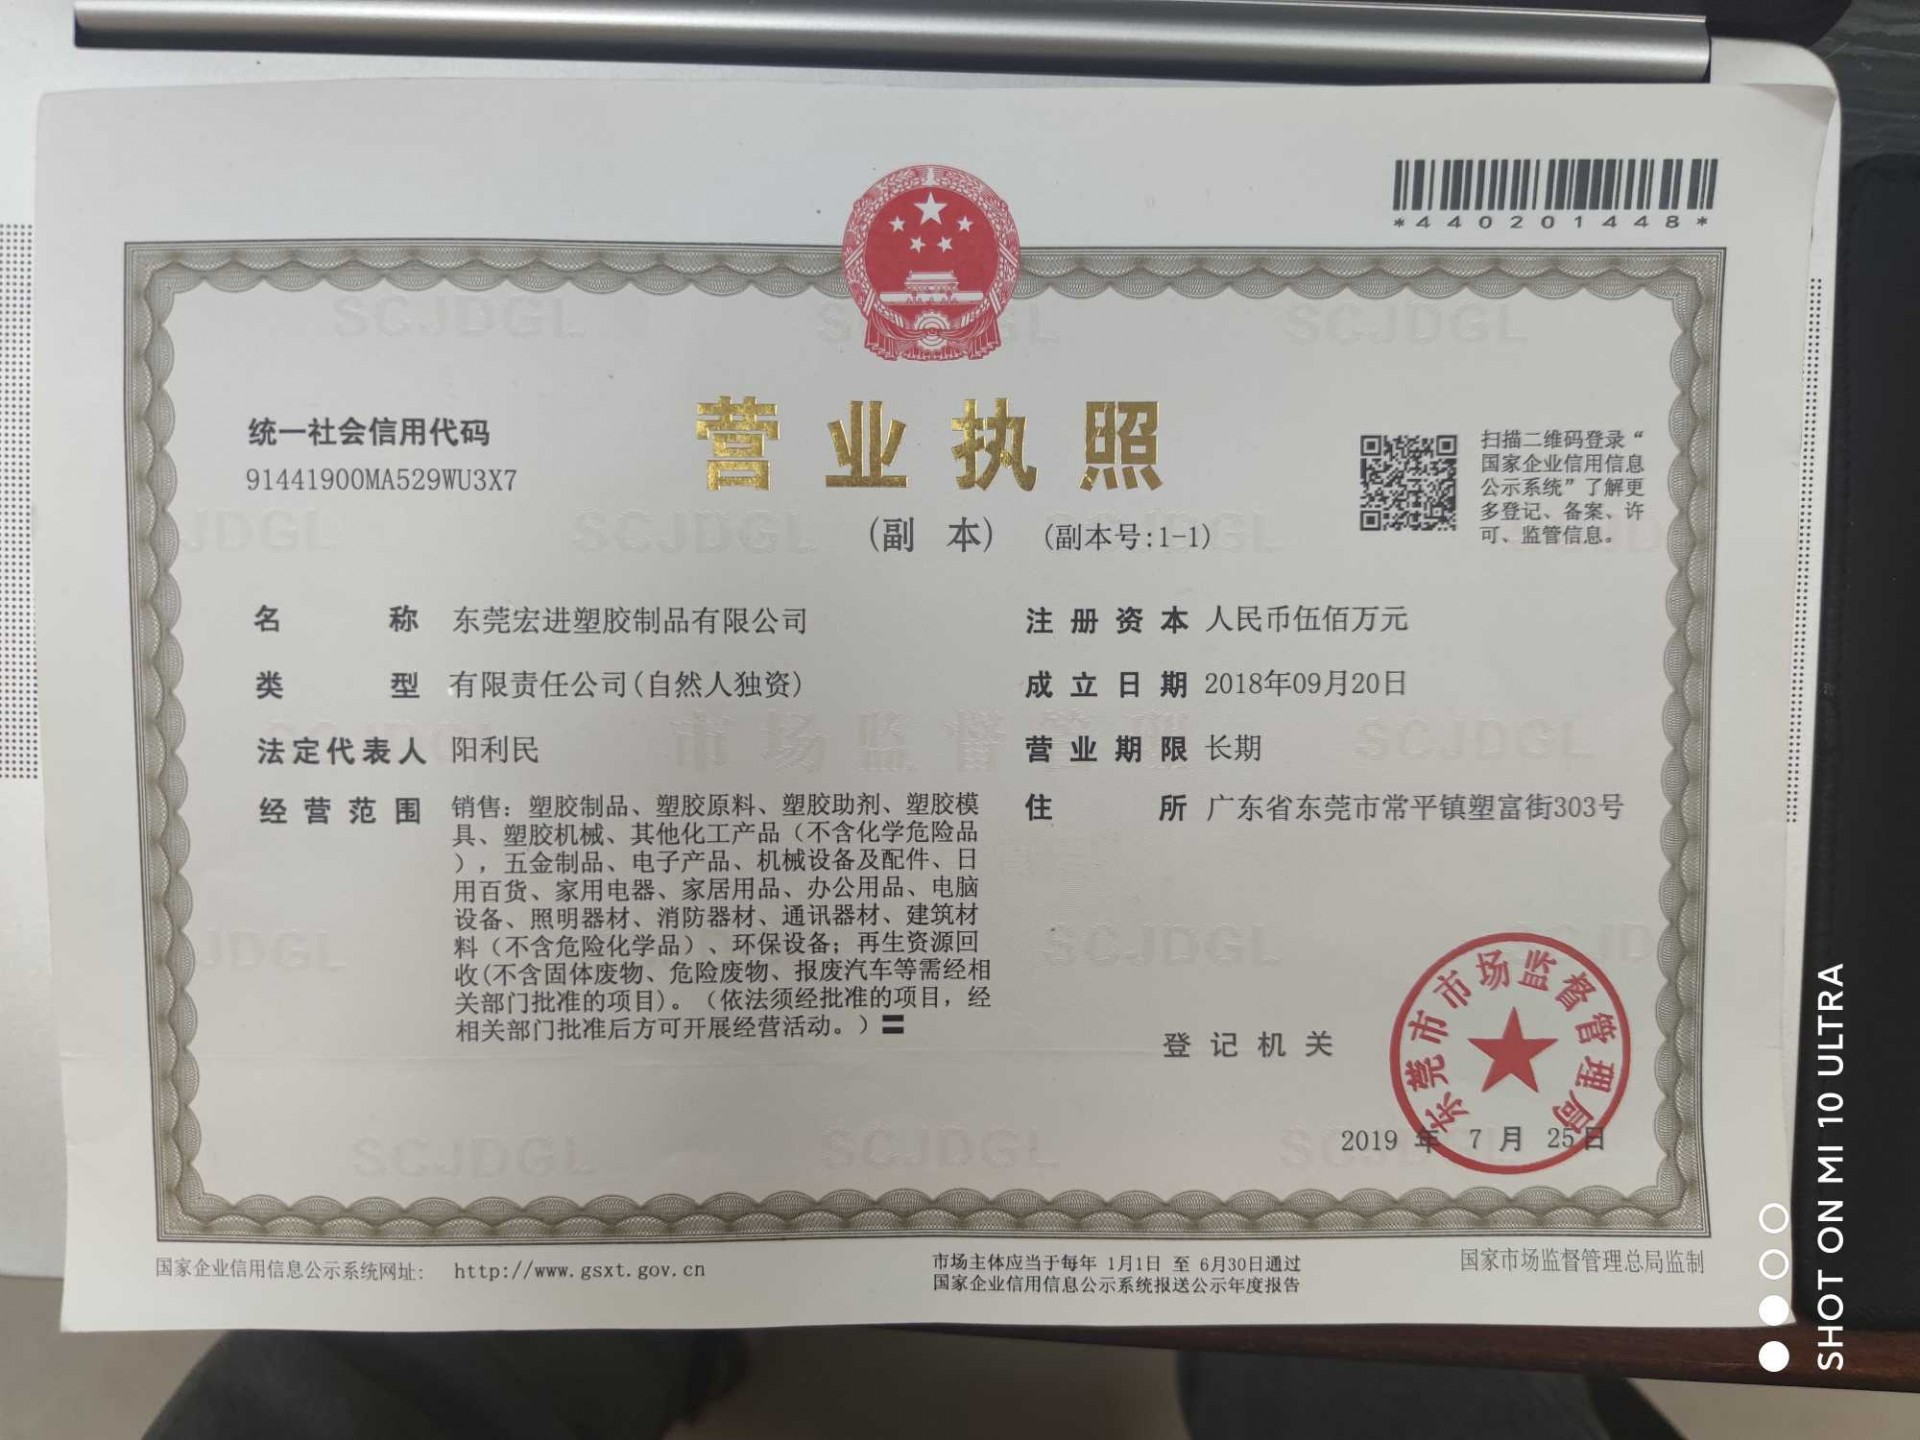 *440201448*
统一社会信用代码
91441900MA529WU3X7
营业执照
(副 本) (副本号:1-1)
扫描二维码登录“
国家企业信用信息
公示系统”了解更
多登记、备案、许
可、监管信息。
名 称 东莞宏进塑胶制品有限公司
类 型 有限责任公司(自然人独资)
法定代表人 阳利民
经营范围 销售：塑胶制品、塑胶原料、塑胶助剂、塑胶模
具、塑胶机械、其他化工产品（不含化学危险品
），五金制品、电子产品、机械设备及配件、日
用百货、家用电器、家居用品、办公用品、电脑
设备、照明器材、消防器材、通讯器材、建筑材
料（不含危险化学品）、环保设备；再生资源回
收(不含固体废物、危险废物、报废汽车等需经相
关部门批准的项目)。（依法须经批准的项目，经
相关部门批准后方可开展经营活动。）〓
注册资本 人民币伍佰万元
成立日期 2018年09月20日
营业期限 长期
住 所 广东省东莞市常平镇塑富街303号
登记机关
东莞市市场监督管理局
2019 年 7 月 25日
国家企业信用信息公示系统网址: http://www.gsxt.gov.cn
市场主体应当于每年 1月1日 至 6月30日通过
国家企业信用信息公示系统报送公示年度报告
国家市场监督管理总局监制
SCJDGL
SCJDGL
SCJDGL
SCJDGL
市场监督管理
SCJDGL
SCJDGL
SCJDGL
SCJDGL
SHOT ON MI 10 ULTRA